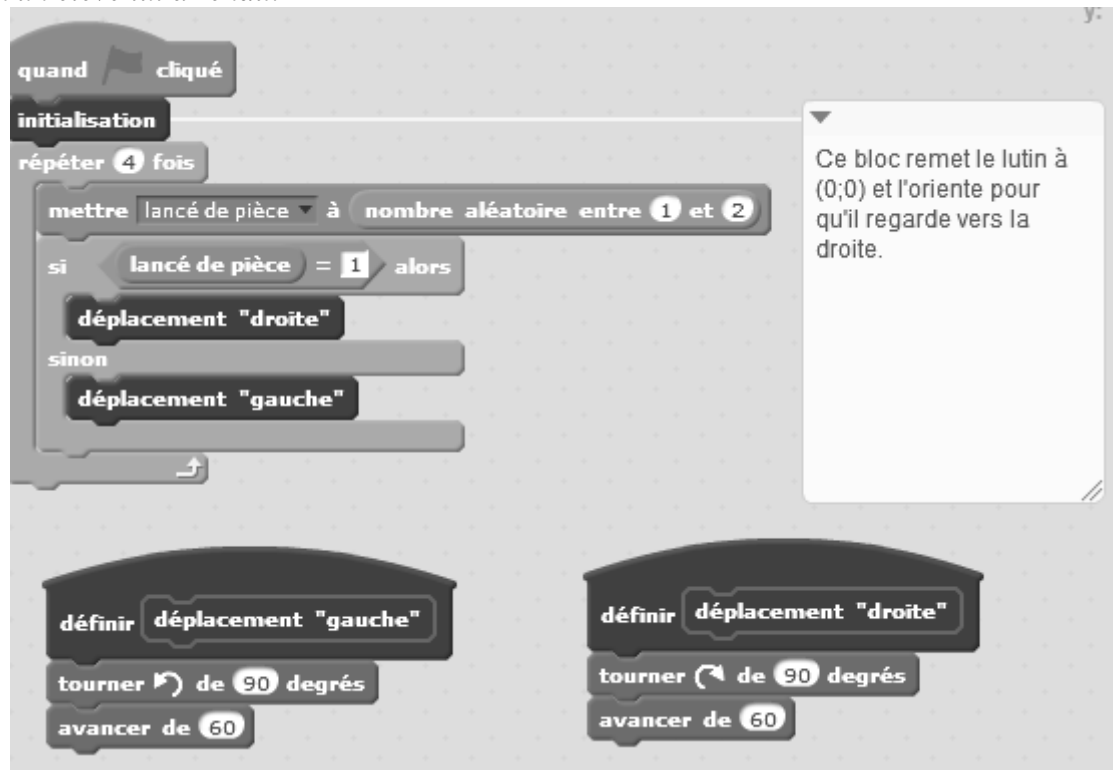 y:
quand cliqué
initialisation
répéter 4 fois
mettre lancé de pièce à nombre aléatoire entre 1 et 2
si lancé de pièce = 1 alors
déplacement "droite"
sinon
déplacement "gauche"
Ce bloc remet le lutin à
(0;0) et l'oriente pour
qu'il regarde vers la
droite.
définir déplacement "gauche"
tourner de 90 degrés
avancer de 60
définir déplacement "droite"
tourner de 90 degrés
avancer de 60